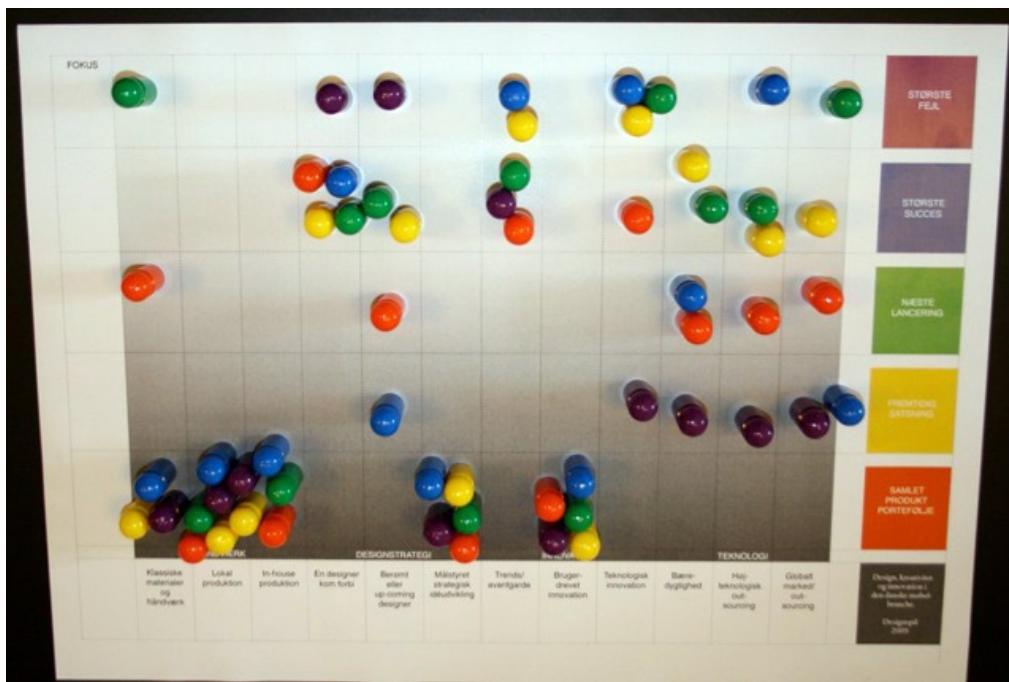 FOKUS
STØRSTE
FEJL
STØRSTE
SUCCES
NÆSTE
LANCERING
FREMTIDIG
SATSNING
SAMLET
PRODUKT
PORTEFØLJE
DESIGNSTRATEGI
TEKNOLOGI
Klassiske
materialer
og
håndværk
Lokal
produktion
In-house
produktion
En designer
kom forbi
Berømt
eller
up-coming
designer
Målstyret
strategisk
idéudvikling
Trends/
avantgarde
Bruger-
drevet
innovation
Teknologisk
innovation
Bære-
dygtighed
Høj-
teknologisk
out-
sourcing
Globalt
marked/
out-
sourcing
Design, kreativitet
og innovation i
den danske møbel-
branche.
Designspil
2009